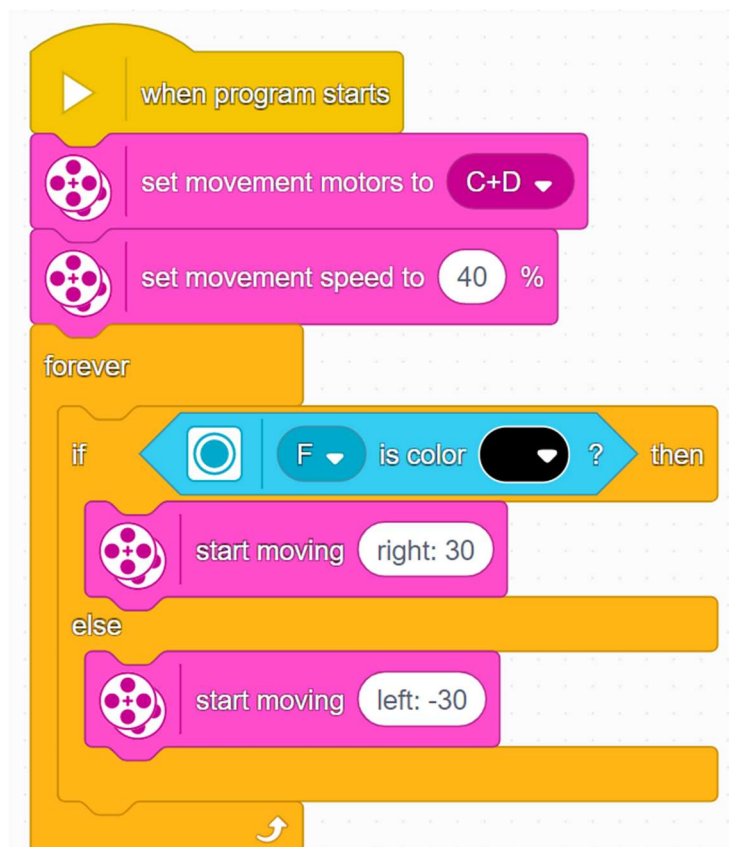 when program starts
set movement motors to C+D
set movement speed to 40 %
forever
if F is color ? then
start moving right: 30
else
start moving left: -30